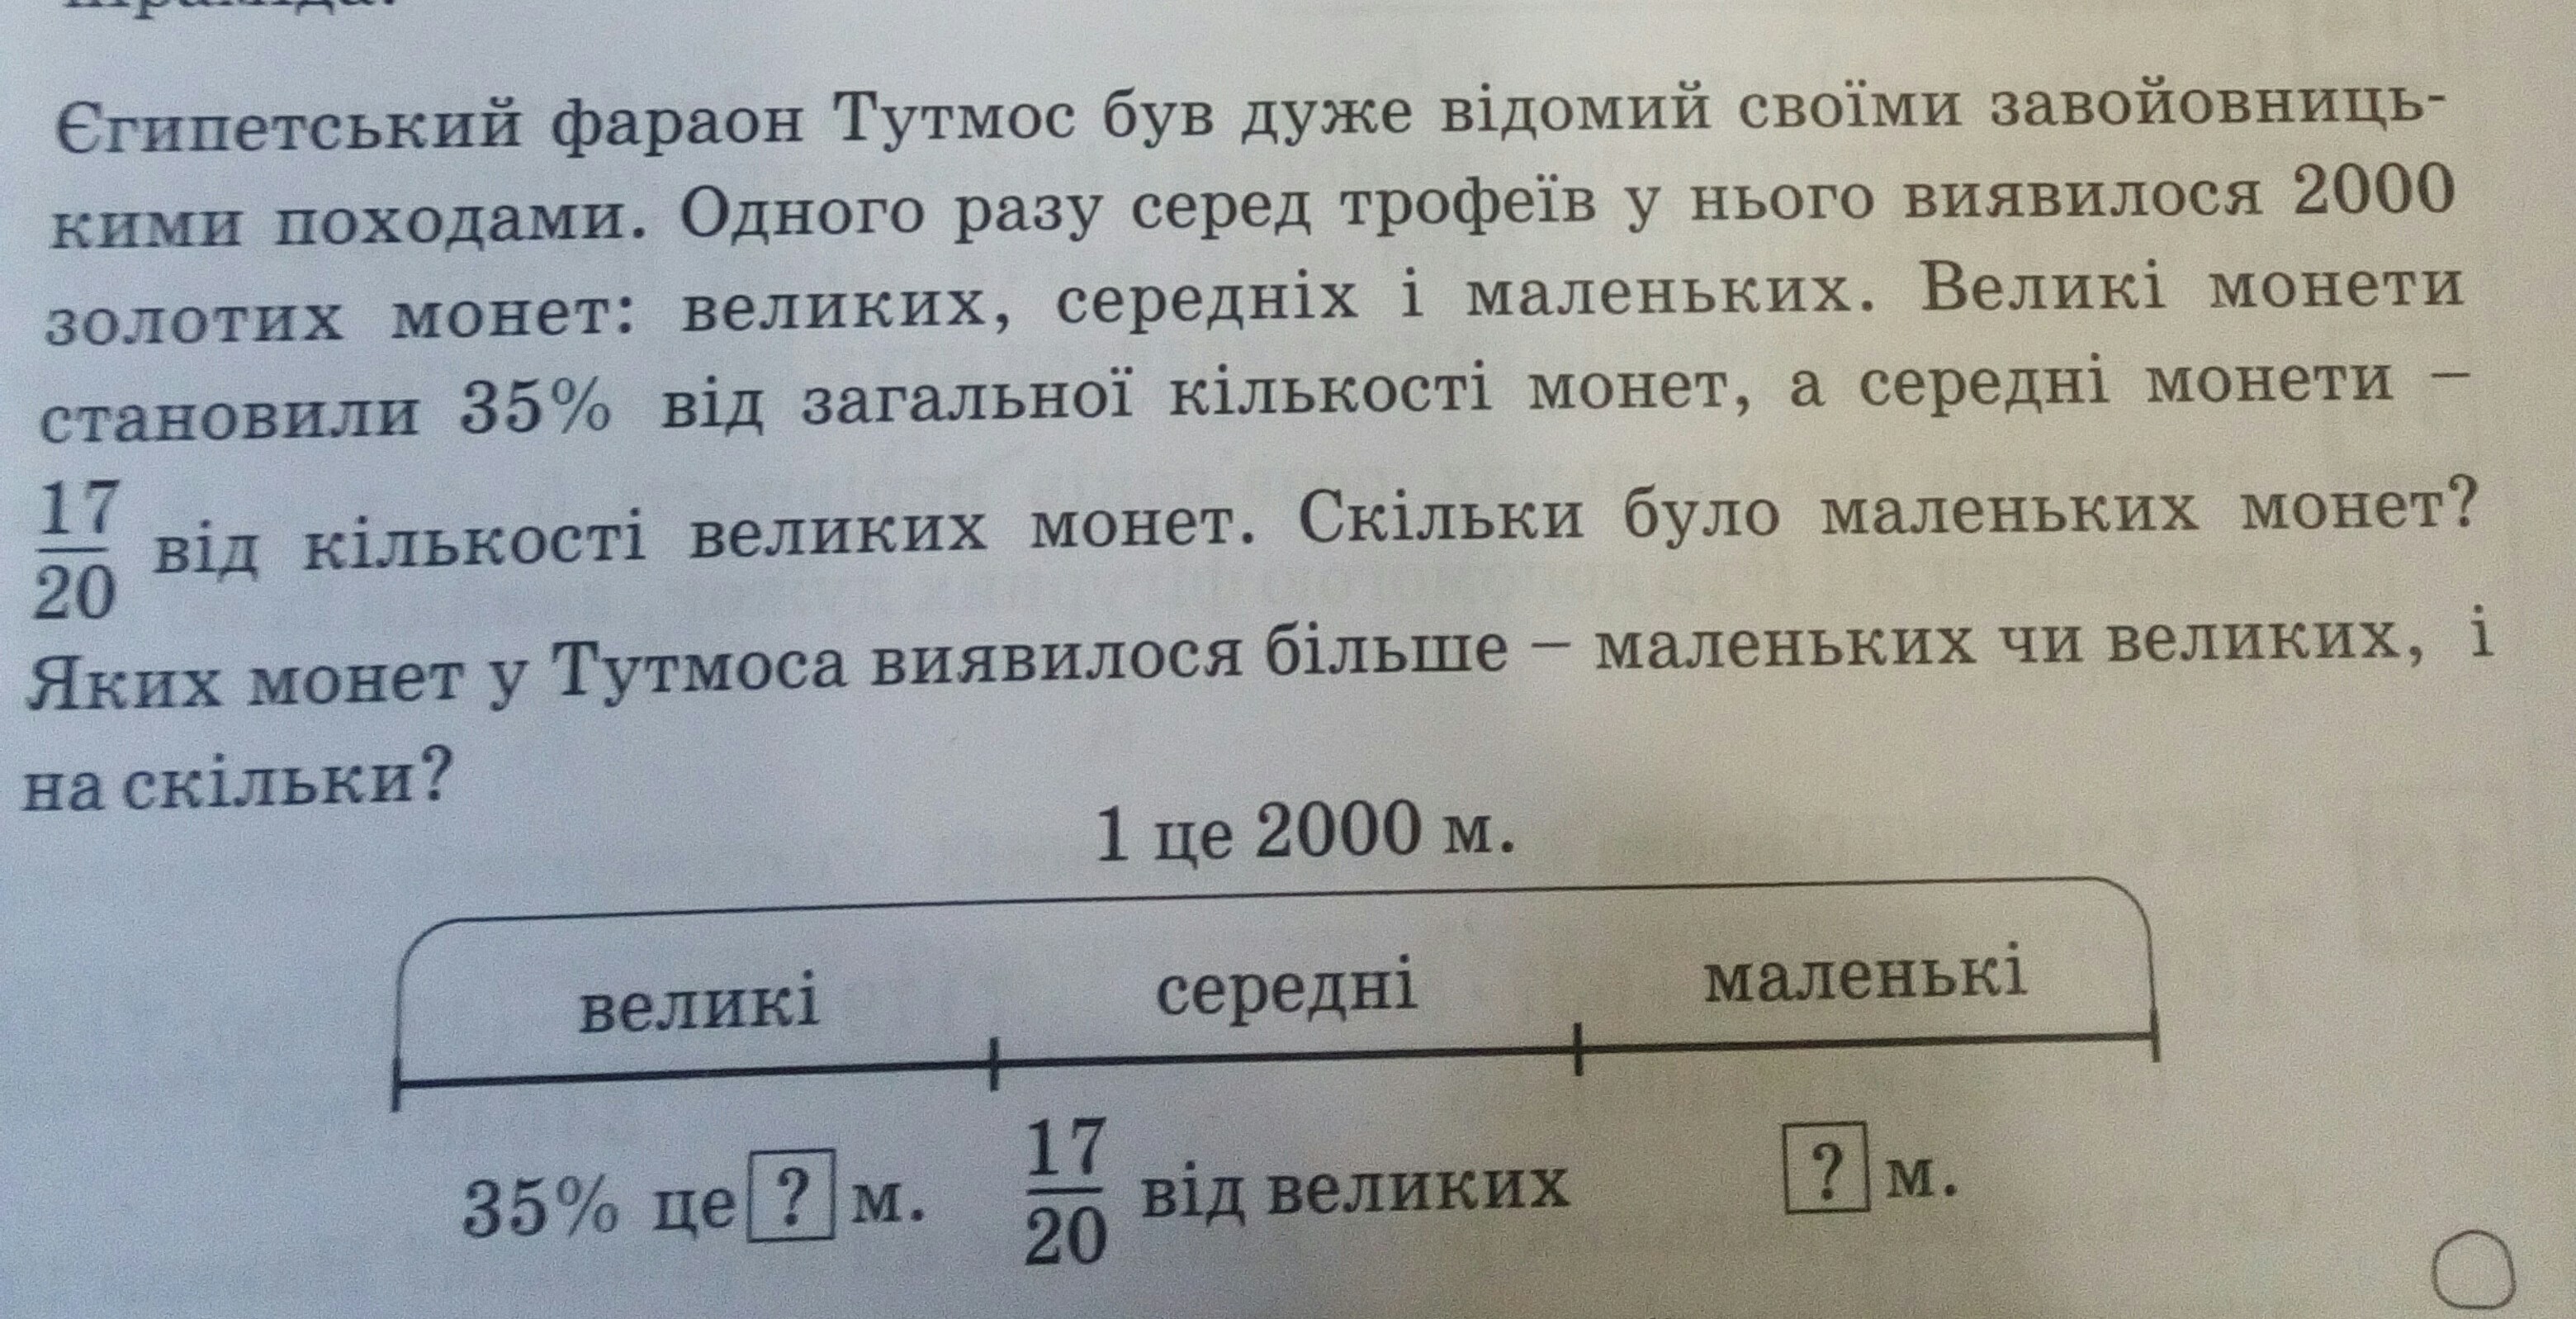 Єгипетський фараон Тутмос був дуже відомий своїми завойовниць-
кими походами. Одного разу серед трофеїв у нього виявилося 2000
золотих монет: великих, середніх і маленьких. Великі монети
становили 35% від загальної кількості монет, а середні монети –
17/20 від кількості великих монет. Скільки було маленьких монет?
Яких монет у Тутмоса виявилося більше – маленьких чи великих, і
на скільки?
1 це 2000 м.
великі середні маленькі
35% це ? м. 17/20 від великих ? м.